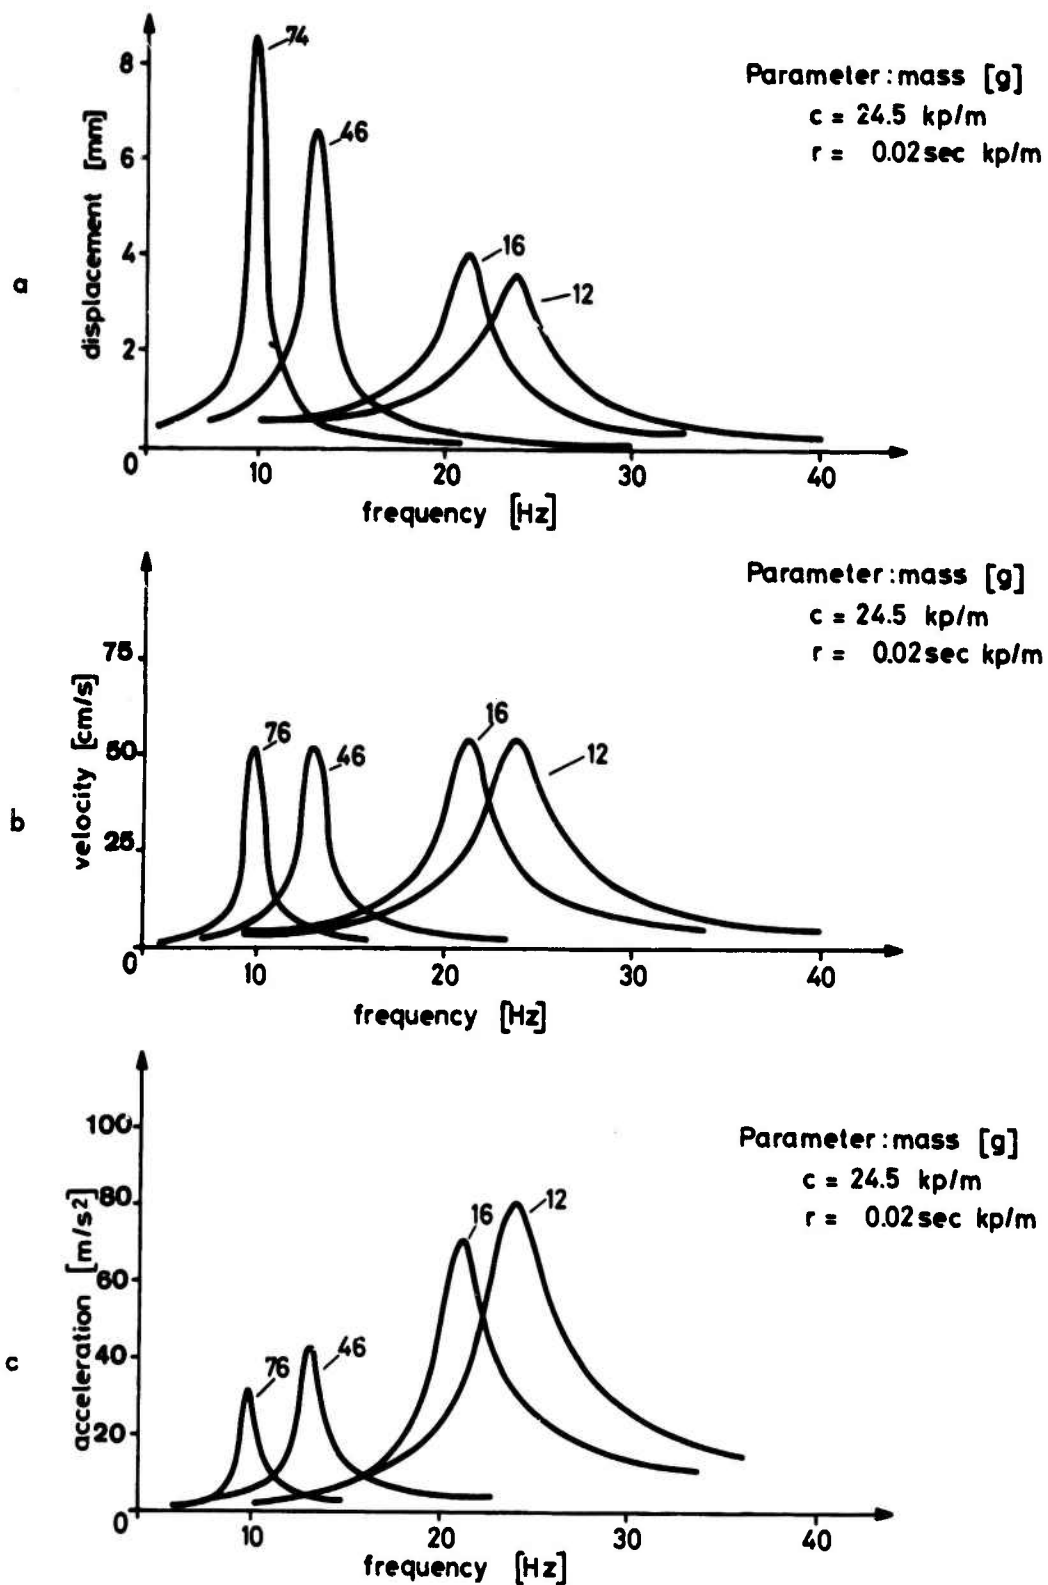 74
8
Parameter: mass [g]
c = 24.5 kp/m
46
6
r = 0.02 sec kp/m
displacement [mm]
4
16
a
12
2
0
10
20
30
40
frequency [Hz]
Parameter: mass [g]
c = 24.5 kp/m
75
r = 0.02 sec kp/m
velocity [cm/s]
76
16
50
46
12
b
25
0
10
20
30
40
frequency [Hz]
100
Parameter: mass [g]
c = 24.5 kp/m
80
16
12
r = 0.02 sec kp/m
acceleration [m/s2]
60
c
76
46
40
20
0
10
20
30
40
frequency [Hz]